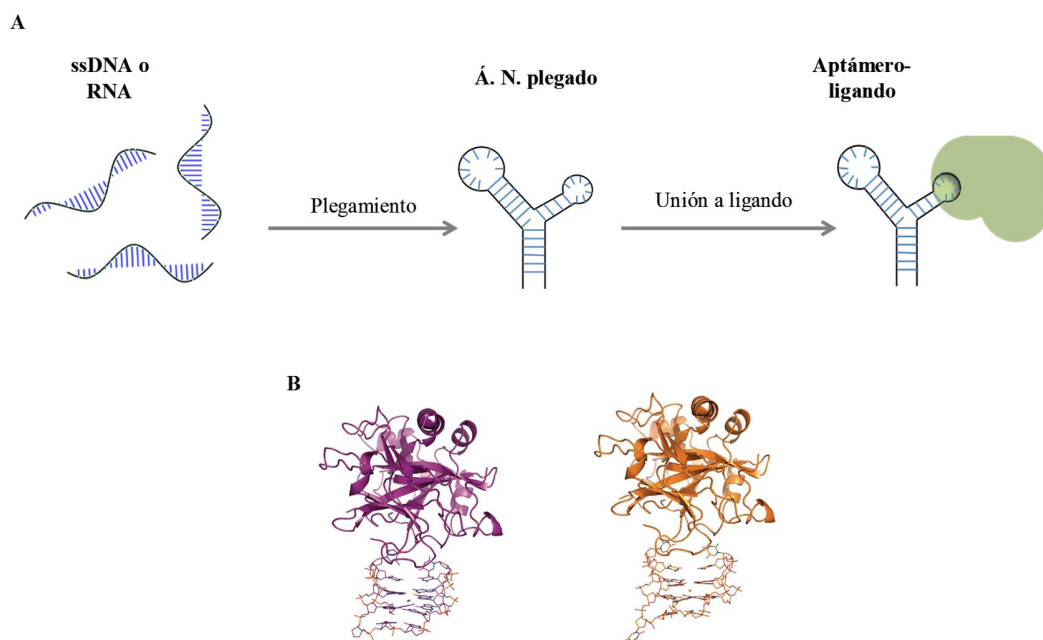 A
ssDNA o
RNA
Á. N. plegado
Aptámero-
ligando
Plegamiento
Unión a ligando
B